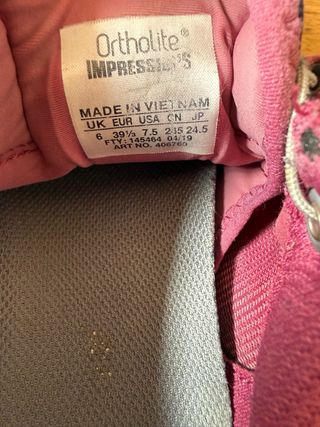 Ortholite®
IMPRESSIONS
MADE IN VIETNAM
UK EUR USA CN JP
6 39⅓ 7.5 245 24.5
FTY: 145464 04/19
ART NO. 406765